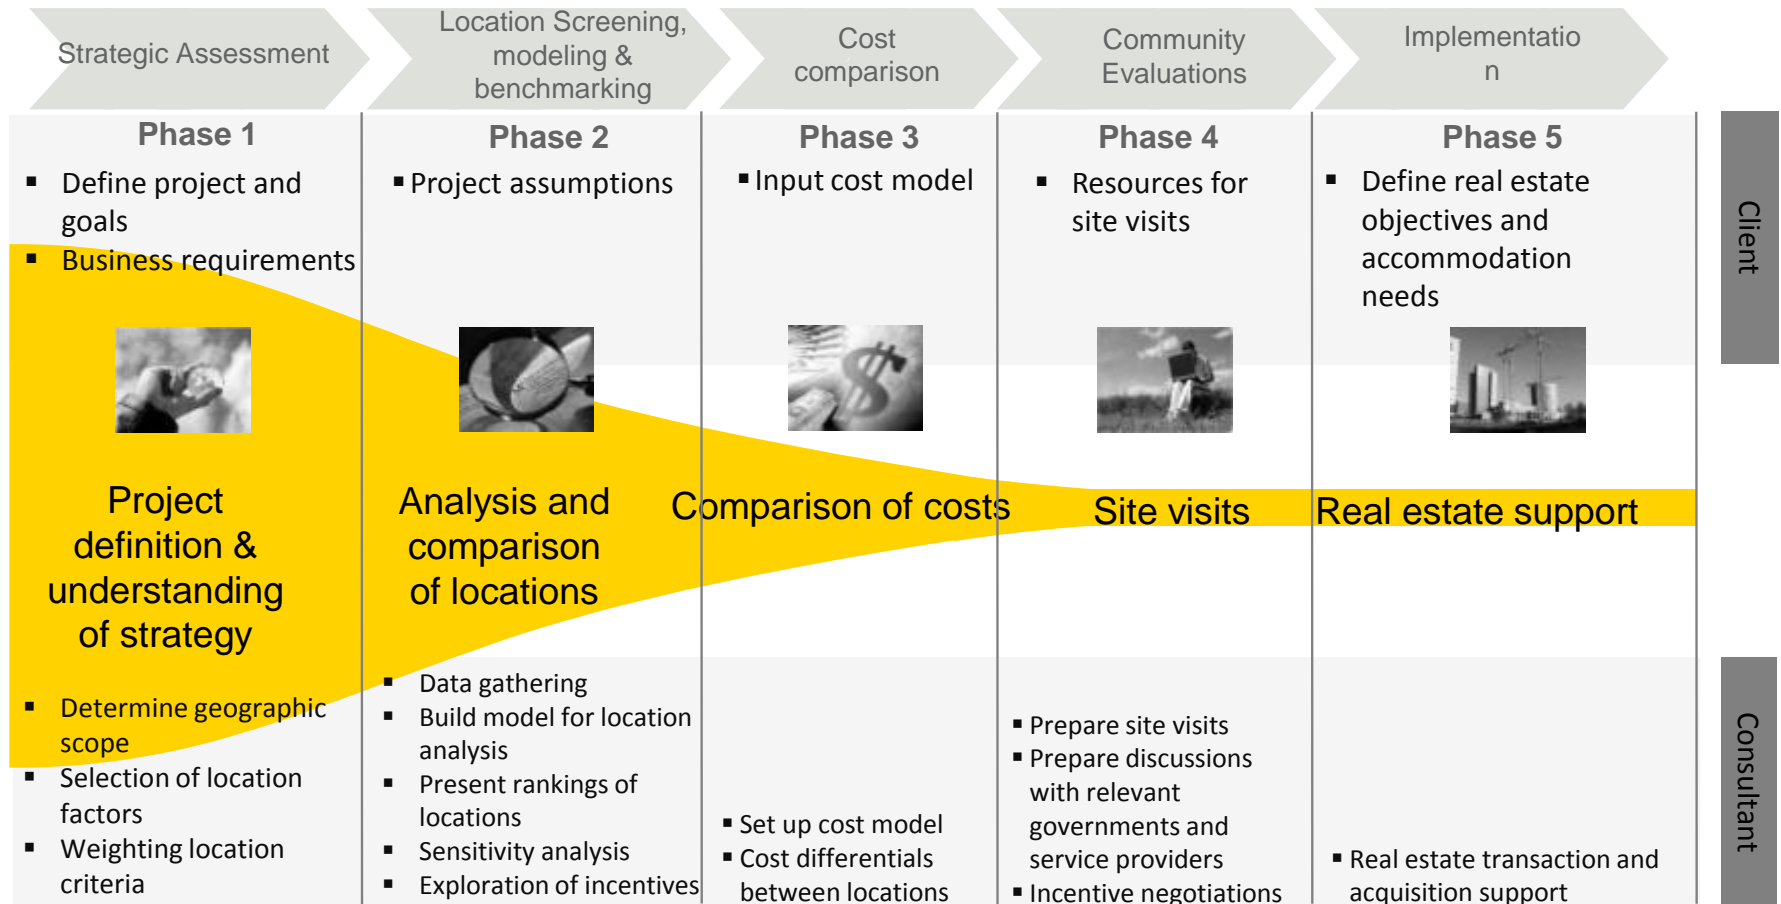 Strategic Assessment
Location Screening,
modeling &
benchmarking
Cost
comparison
Community
Evaluations
Implementatio
n
Phase 1
▪ Define project and
goals
▪ Business requirements
Phase 2
▪ Project assumptions
Phase 3
▪ Input cost model
Phase 4
▪ Resources for
site visits
Phase 5
▪ Define real estate
objectives and
accommodation
needs
Client
Project
definition &
understanding
of strategy
Analysis and
comparison
of locations
Comparison of costs
Site visits
Real estate support
▪ Determine geographic
scope
▪ Selection of location
factors
▪ Weighting location
criteria
▪ Data gathering
▪ Build model for location
analysis
▪ Present rankings of
locations
▪ Sensitivity analysis
▪ Exploration of incentives
▪ Set up cost model
▪ Cost differentials
between locations
▪ Prepare site visits
▪ Prepare discussions
with relevant
governments and
service providers
▪ Incentive negotiations
▪ Real estate transaction and
acquisition support
Consultant